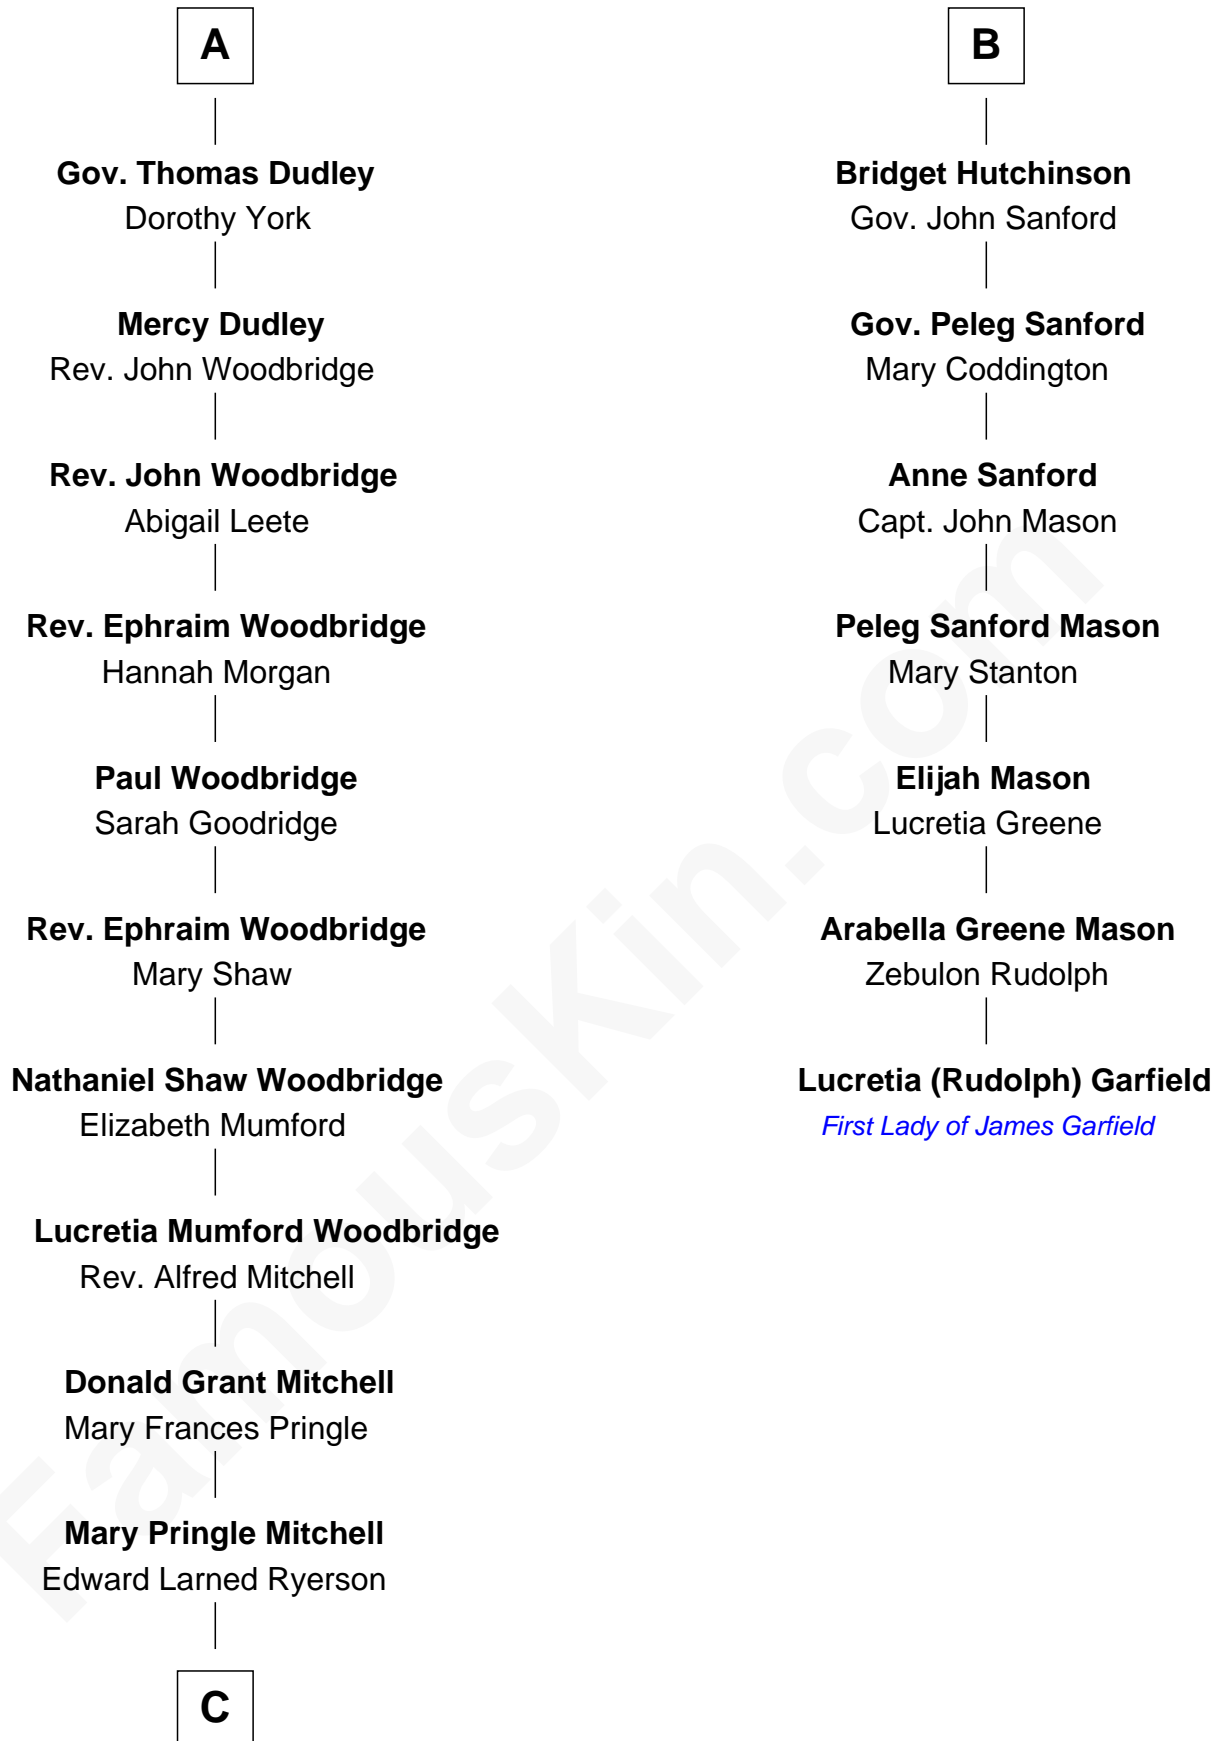 A
Gov. Thomas Dudley
Dorothy York
Mercy Dudley
Rev. John Woodbridge
Rev. John Woodbridge
Abigail Leete
Rev. Ephraim Woodbridge
Hannah Morgan
Paul Woodbridge
Sarah Goodridge
Rev. Ephraim Woodbridge
Mary Shaw
Nathaniel Shaw Woodbridge
Elizabeth Mumford
Lucretia Mumford Woodbridge
Rev. Alfred Mitchell
Donald Grant Mitchell
Mary Frances Pringle
Mary Pringle Mitchell
Edward Larned Ryerson
C
B
Bridget Hutchinson
Gov. John Sanford
Gov. Peleg Sanford
Mary Coddington
Anne Sanford
Capt. John Mason
Peleg Sanford Mason
Mary Stanton
Elijah Mason
Lucretia Greene
Arabella Greene Mason
Zebulon Rudolph
Lucretia (Rudolph) Garfield
First Lady of James Garfield
FamousKin.com